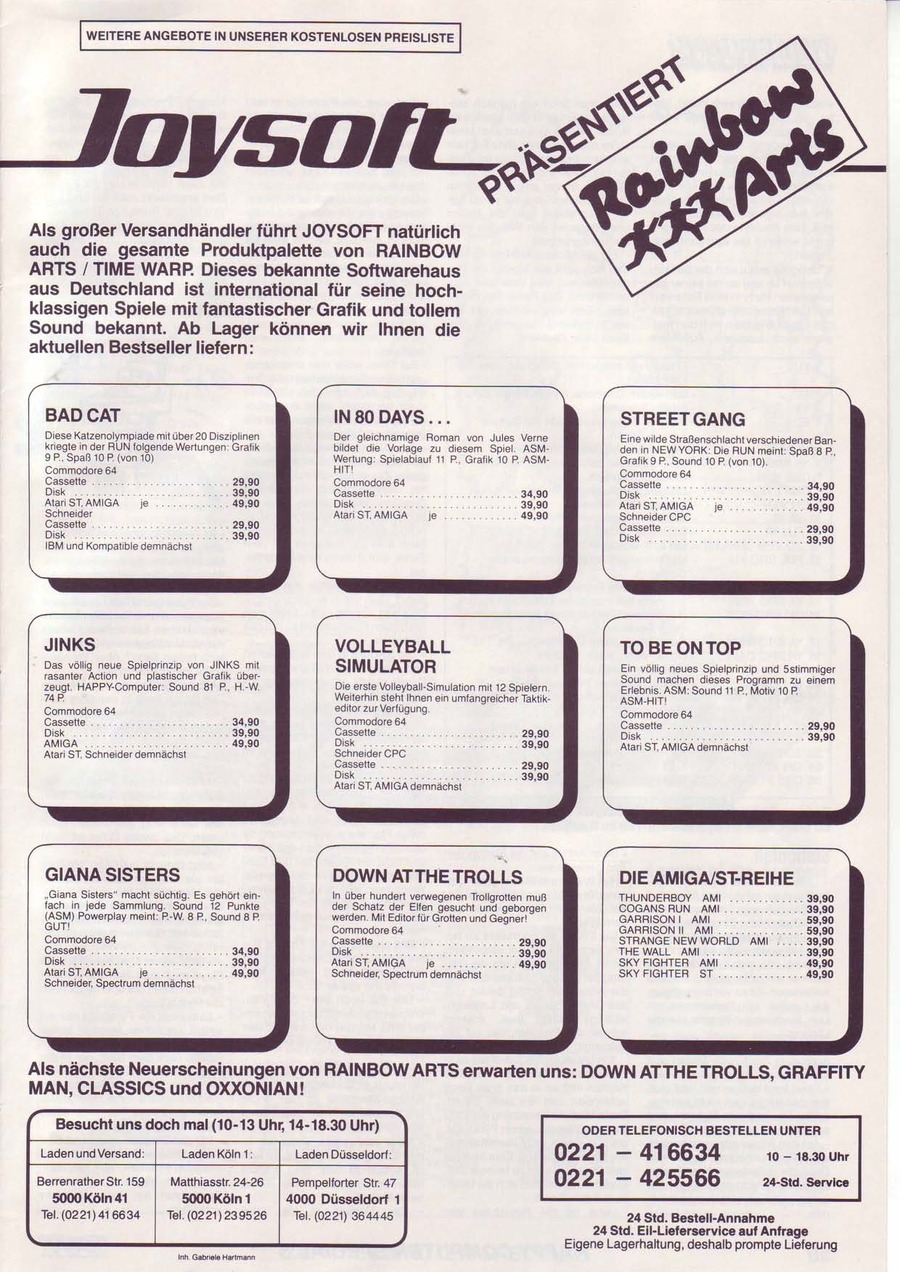 WEITERE ANGEBOTE IN UNSERER KOSTENLOSEN PREISLISTE
Joysoft
PRÄSENTIERT
Rainbow
Arts
Als großer Versandhändler führt JOYSOFT natürlich
auch die gesamte Produktpalette von RAINBOW
ARTS / TIME WARP. Dieses bekannte Softwarehaus
aus Deutschland ist international für seine hoch-
klassigen Spiele mit fantastischer Grafik und tollem
Sound bekannt. Ab Lager können wir Ihnen die
aktuellen Bestseller liefern:
BAD CAT
Diese Katzenolympiade mit über 20 Disziplinen
kriegte in der RUN folgende Wertungen: Grafik
9 P., Spaß 10 P. (von 10)
Commodore 64
Cassette . . . . . . . . . . 29,90
Disk . . . . . . . . . . 39,90
Atari ST, AMIGA je . . . . . . . . . . 49,90
Schneider
Cassette . . . . . . . . . . 29,90
Disk . . . . . . . . . . 39,90
IBM und Kompatible demnächst
IN 80 DAYS . . .
Der gleichnamige Roman von Jules Verne
bildet die Vorlage zu diesem Spiel. ASM-
Wertung: Spielablauf 11 P., Grafik 10 P. ASM-
HIT!
Commodore 64
Cassette . . . . . . . . . . 34,90
Disk . . . . . . . . . . 39,90
Atari ST, AMIGA je . . . . . . . . . . 49,90
STREET GANG
Eine wilde Straßenschlacht verschiedener Ban-
den in NEW YORK: Die RUN meint: Spaß 8 P.,
Grafik 9 P., Sound 10 P. (von 10).
Commodore 64
Cassette . . . . . . . . . . 34,90
Disk . . . . . . . . . . 39,90
Atari ST, AMIGA je . . . . . . . . . . 49,90
Schneider CPC
Cassette . . . . . . . . . . 29,90
Disk . . . . . . . . . . 39,90
JINKS
Das völlig neue Spielprinzip von JINKS mit
rasanter Action und plastischer Grafik über-
zeugt. HAPPY-Computer: Sound 81 P., H.-W.
74 P.
Commodore 64
Cassette . . . . . . . . . . 34,90
Disk . . . . . . . . . . 39,90
AMIGA . . . . . . . . . . 49,90
Atari ST, Schneider demnächst
VOLLEYBALL
SIMULATOR
Die erste Volleyball-Simulation mit 12 Spielern.
Weiterhin steht Ihnen ein umfangreicher Taktik-
editor zur Verfügung.
Commodore 64
Cassette . . . . . . . . . . 29,90
Disk . . . . . . . . . . 39,90
Schneider CPC
Cassette . . . . . . . . . . 29,90
Disk . . . . . . . . . . 39,90
Atari ST, AMIGA demnächst
TO BE ON TOP
Ein völlig neues Spielprinzip und 5stimmiger
Sound machen dieses Programm zu einem
Erlebnis. ASM: Sound 11 P., Motiv 10 P.
ASM-HIT!
Commodore 64
Cassette . . . . . . . . . . 29,90
Disk . . . . . . . . . . 39,90
Atari ST, AMIGA demnächst
GIANA SISTERS
„Giana Sisters“ macht süchtig. Es gehört ein-
fach in jede Sammlung. Sound 12 Punkte
(ASM) Powerplay meint: P.-W. 8 P., Sound 8 P.
GUT!
Commodore 64
Cassette . . . . . . . . . . 34,90
Disk . . . . . . . . . . 39,90
Atari ST, AMIGA je . . . . . . . . . . 49,90
Schneider, Spectrum demnächst
DOWN AT THE TROLLS
In über hundert verwegenen Trollgrotten muß
der Schatz der Elfen gesucht und geborgen
werden. Mit Editor für Grotten und Gegner!
Commodore 64
Cassette . . . . . . . . . . 29,90
Disk . . . . . . . . . . 39,90
Atari ST, AMIGA je . . . . . . . . . . 49,90
Schneider, Spectrum demnächst
DIE AMIGA/ST-REIHE
THUNDERBOY AMI . . . . . . . . . . 39,90
COGANS RUN AMI . . . . . . . . . . 39,90
GARRISON I AMI . . . . . . . . . . 59,90
GARRISON II AMI . . . . . . . . . . 59,90
STRANGE NEW WORLD AMI . . . . . 39,90
THE WALL AMI . . . . . . . . . . 39,90
SKY FIGHTER AMI . . . . . . . . . . 49,90
SKY FIGHTER ST . . . . . . . . . . 49,90
Als nächste Neuerscheinungen von RAINBOW ARTS erwarten uns: DOWN AT THE TROLLS, GRAFFITY
MAN, CLASSICS und OXXONIAN!
Besucht uns doch mal (10-13 Uhr, 14-18.30 Uhr)
Laden und Versand:
Berrenrather Str. 159
5000 Köln 41
Tel. (0221) 41 66 34
Laden Köln 1:
Matthiasstr. 24-26
5000 Köln 1
Tel. (0221) 23 95 26
Laden Düsseldorf:
Pempelforter Str. 47
4000 Düsseldorf 1
Tel. (0221) 36 44 45
Inh. Gabriele Hartmann
ODER TELEFONISCH BESTELLEN UNTER
0221 – 41 66 34 10 – 18.30 Uhr
0221 – 42 55 66 24-Std. Service
24 Std. Bestell-Annahme
24 Std. Eil-Lieferservice auf Anfrage
Eigene Lagerhaltung, deshalb prompte Lieferung